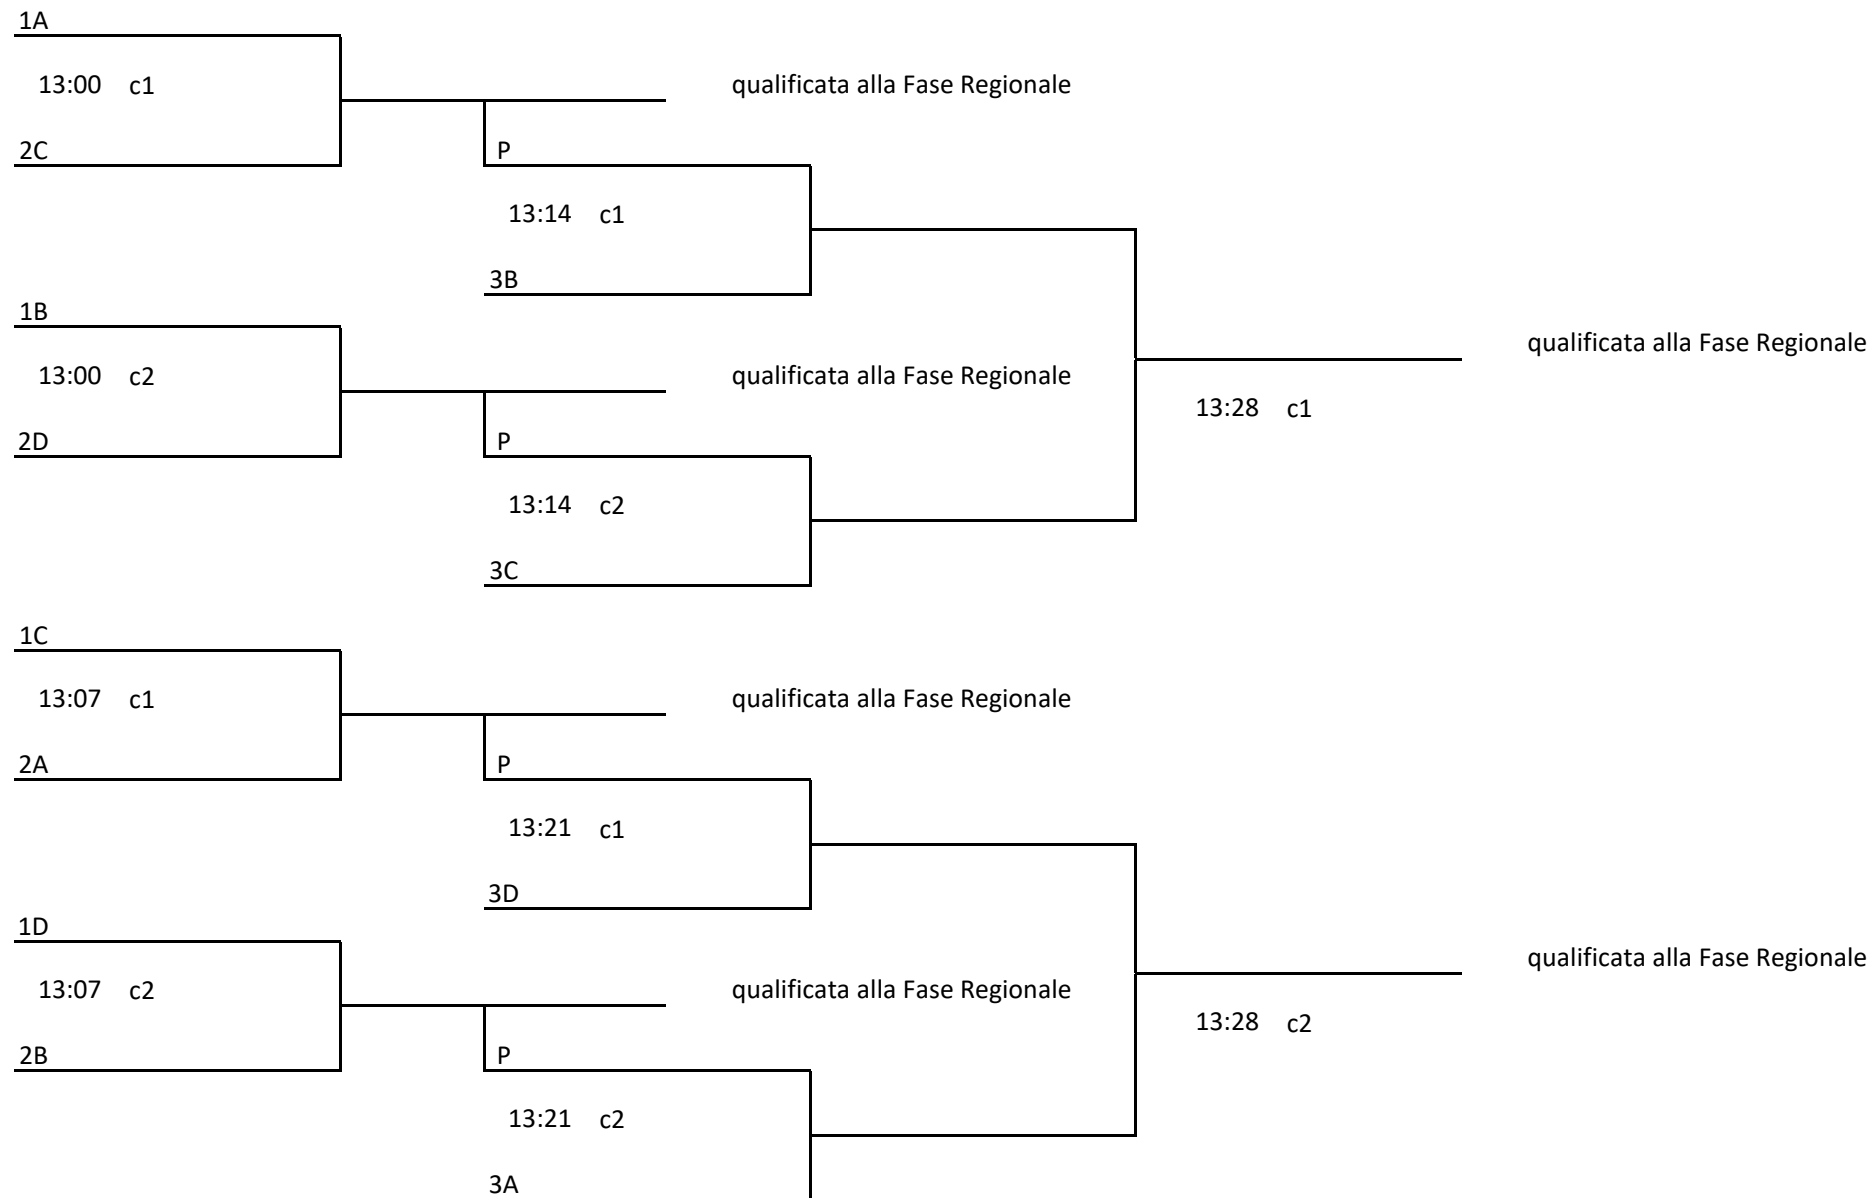 1A
13:00 c1
qualificata alla Fase Regionale
2C
P
13:14 c1
3B
1B
qualificata alla Fase Regionale
13:00 c2
qualificata alla Fase Regionale
13:28 c1
2D
P
13:14 c2
3C
1C
13:07 c1
qualificata alla Fase Regionale
2A
P
13:21 c1
3D
1D
qualificata alla Fase Regionale
13:07 c2
qualificata alla Fase Regionale
13:28 c2
2B
P
13:21 c2
3A